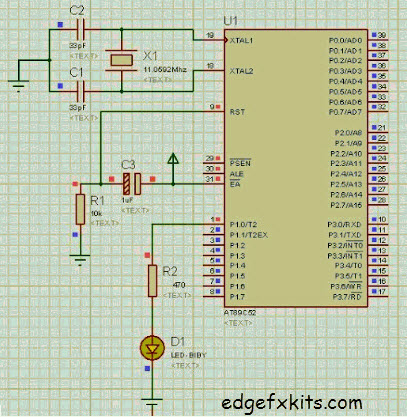 C2
33pF
<TEXT>
X1
11.0592Mhz
<TEXT>
C1
33pF
<TEXT>
R1
10k
<TEXT>
C3
1uF
<TEXT>
R2
470
<TEXT>
D1
LED-BIBY
<TEXT>
U1
19 XTAL1
18 XTAL2
9 RST
29 PSEN
30 ALE
31 EA
1 P1.0/T2
2 P1.1/T2EX
3 P1.2
4 P1.3
5 P1.4
6 P1.5
7 P1.6
8 P1.7
P0.0/AD0 39
P0.1/AD1 38
P0.2/AD2 37
P0.3/AD3 36
P0.4/AD4 35
P0.5/AD5 34
P0.6/AD6 33
P0.7/AD7 32
P2.0/A8 21
P2.1/A9 22
P2.2/A10 23
P2.3/A11 24
P2.4/A12 25
P2.5/A13 26
P2.6/A14 27
P2.7/A15 28
P3.0/RXD 10
P3.1/TXD 11
P3.2/INT0 12
P3.3/INT1 13
P3.4/T0 14
P3.5/T1 15
P3.6/WR 16
P3.7/RD 17
AT89C52
<TEXT>
edgefxkits.com